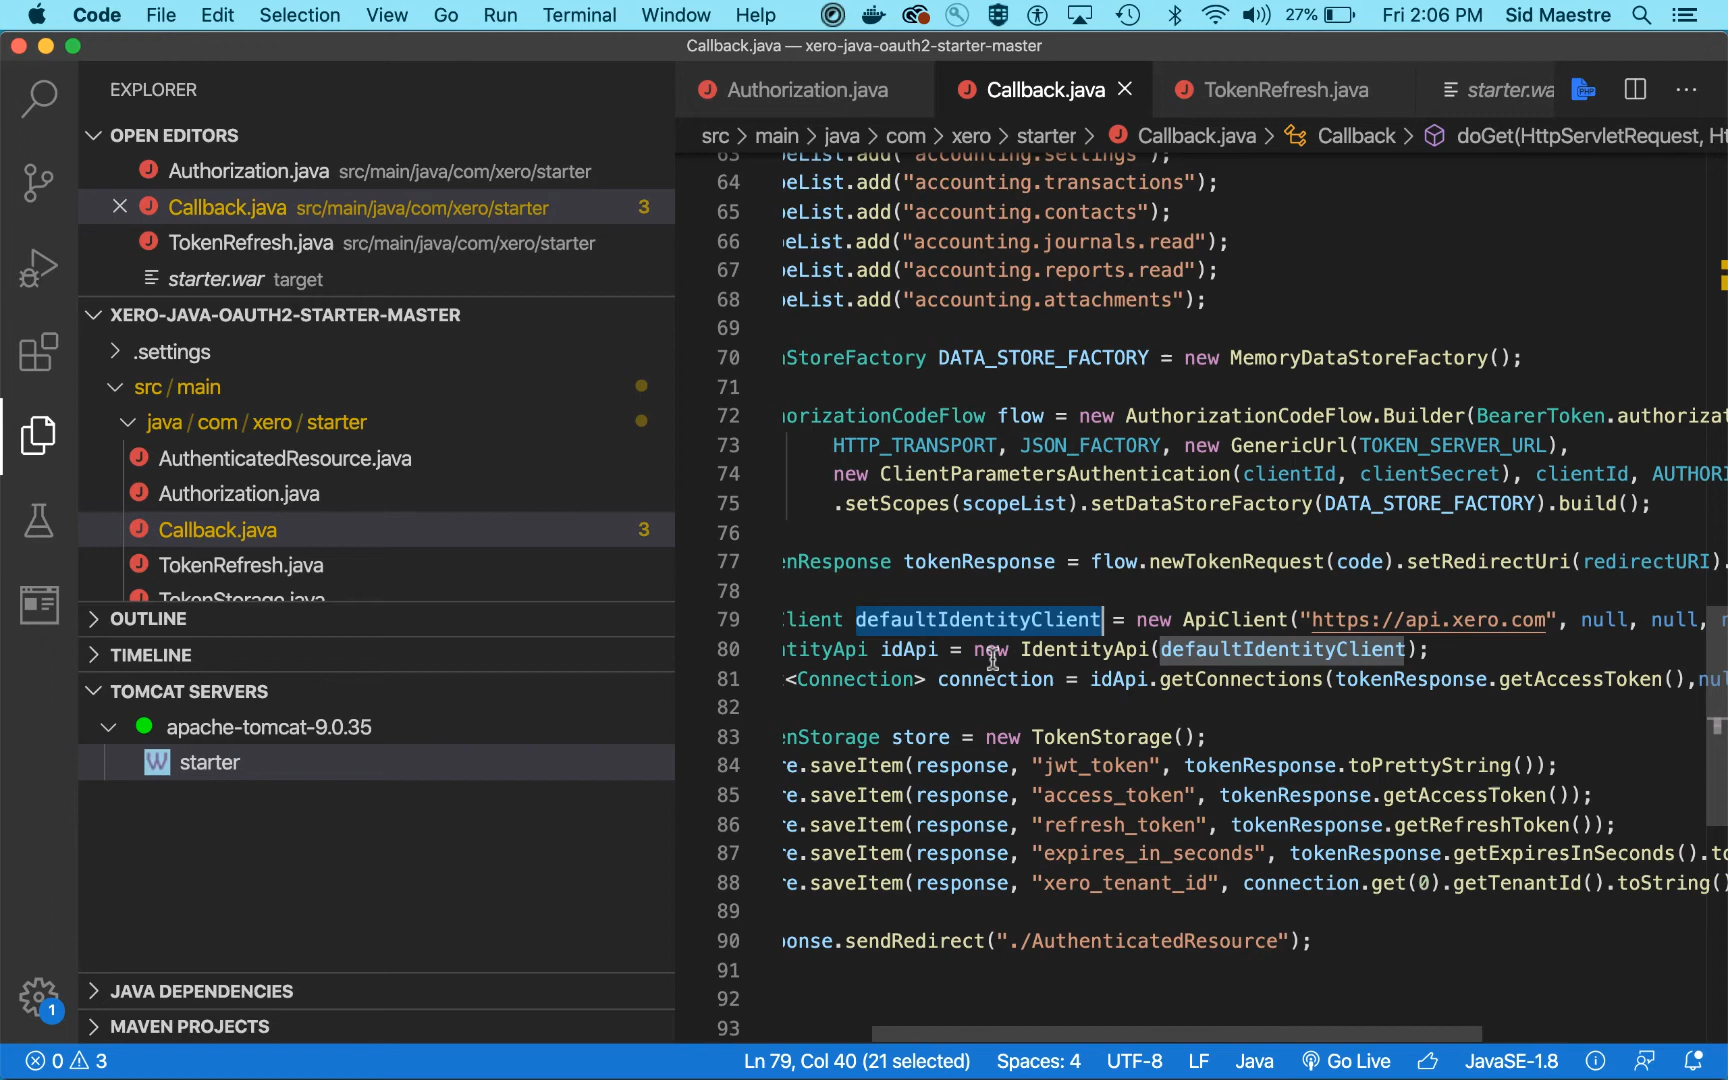 Code File Edit Selection View Go Run Terminal Window Help 27% Fri 2:06 PM Sid Maestre
Callback.java — xero-java-oauth2-starter-master
EXPLORER
Authorization.java Callback.java TokenRefresh.java starter.wa
src > main > java > com > xero > starter > Callback.java > Callback > doGet(HttpServletRequest, Ht
OPEN EDITORS
Authorization.java src/main/java/com/xero/starter
Callback.java src/main/java/com/xero/starter 3
TokenRefresh.java src/main/java/com/xero/starter
starter.war target
XERO-JAVA-OAUTH2-STARTER-MASTER
.settings
src / main
java / com / xero / starter
AuthenticatedResource.java
Authorization.java
Callback.java 3
TokenRefresh.java
TokenStorage.java
OUTLINE
TIMELINE
TOMCAT SERVERS
apache-tomcat-9.0.35
W starter
JAVA DEPENDENCIES
MAVEN PROJECTS
1
63 eList.add("accounting.settings");
64 eList.add("accounting.transactions");
65 eList.add("accounting.contacts");
66 eList.add("accounting.journals.read");
67 eList.add("accounting.reports.read");
68 eList.add("accounting.attachments");
69
70 StoreFactory DATA_STORE_FACTORY = new MemoryDataStoreFactory();
71
72 orizationCodeFlow flow = new AuthorizationCodeFlow.Builder(BearerToken.authorizat
73 HTTP_TRANSPORT, JSON_FACTORY, new GenericUrl(TOKEN_SERVER_URL),
74 new ClientParametersAuthentication(clientId, clientSecret), clientId, AUTHORI
75 .setScopes(scopeList).setDataStoreFactory(DATA_STORE_FACTORY).build();
76
77 enResponse tokenResponse = flow.newTokenRequest(code).setRedirectUri(redirectURI).
78
79 Client defaultIdentityClient = new ApiClient("https://api.xero.com", null, null, n
80 tityApi idApi = new IdentityApi(defaultIdentityClient);
81 <Connection> connection = idApi.getConnections(tokenResponse.getAccessToken(),nul
82
83 enStorage store = new TokenStorage();
84 e.saveItem(response, "jwt_token", tokenResponse.toPrettyString());
85 e.saveItem(response, "access_token", tokenResponse.getAccessToken());
86 e.saveItem(response, "refresh_token", tokenResponse.getRefreshToken());
87 e.saveItem(response, "expires_in_seconds", tokenResponse.getExpiresInSeconds().to
88 e.saveItem(response, "xero_tenant_id", connection.get(0).getTenantId().toString()
89
90 onse.sendRedirect("./AuthenticatedResource");
91
92
93
0 3 Ln 79, Col 40 (21 selected) Spaces: 4 UTF-8 LF Java Go Live JavaSE-1.8